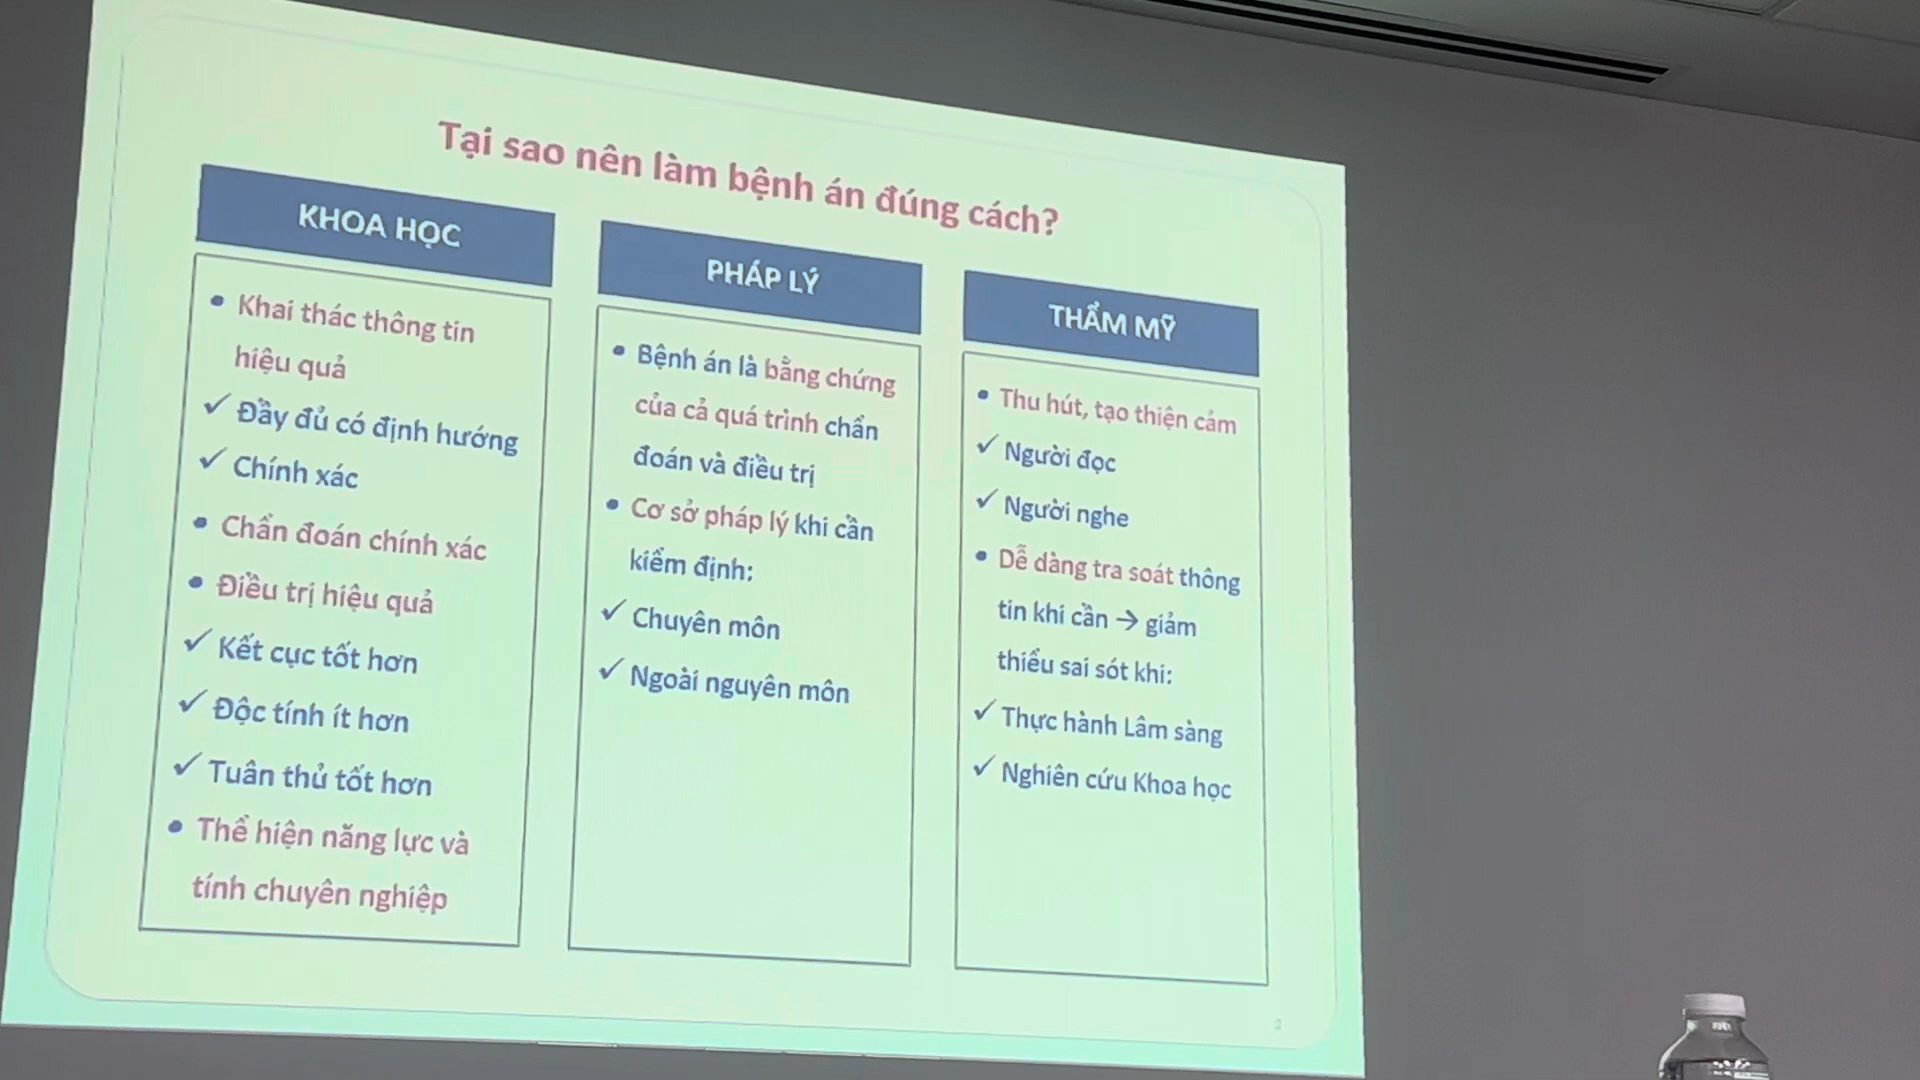 Tại sao nên làm bệnh án đúng cách?
KHOA HỌC
• Khai thác thông tin
hiệu quả
✓ Đầy đủ có định hướng
✓ Chính xác
• Chẩn đoán chính xác
• Điều trị hiệu quả
✓ Kết cục tốt hơn
✓ Độc tính ít hơn
✓ Tuân thủ tốt hơn
• Thể hiện năng lực và
tính chuyên nghiệp
PHÁP LÝ
• Bệnh án là bằng chứng
của cả quá trình chẩn
đoán và điều trị
• Cơ sở pháp lý khi cần
kiểm định:
✓ Chuyên môn
✓ Ngoài nguyên môn
THẨM MỸ
• Thu hút, tạo thiện cảm
✓ Người đọc
✓ Người nghe
• Dễ dàng tra soát thông
tin khi cần → giảm
thiểu sai sót khi:
✓ Thực hành Lâm sàng
✓ Nghiên cứu Khoa học
2